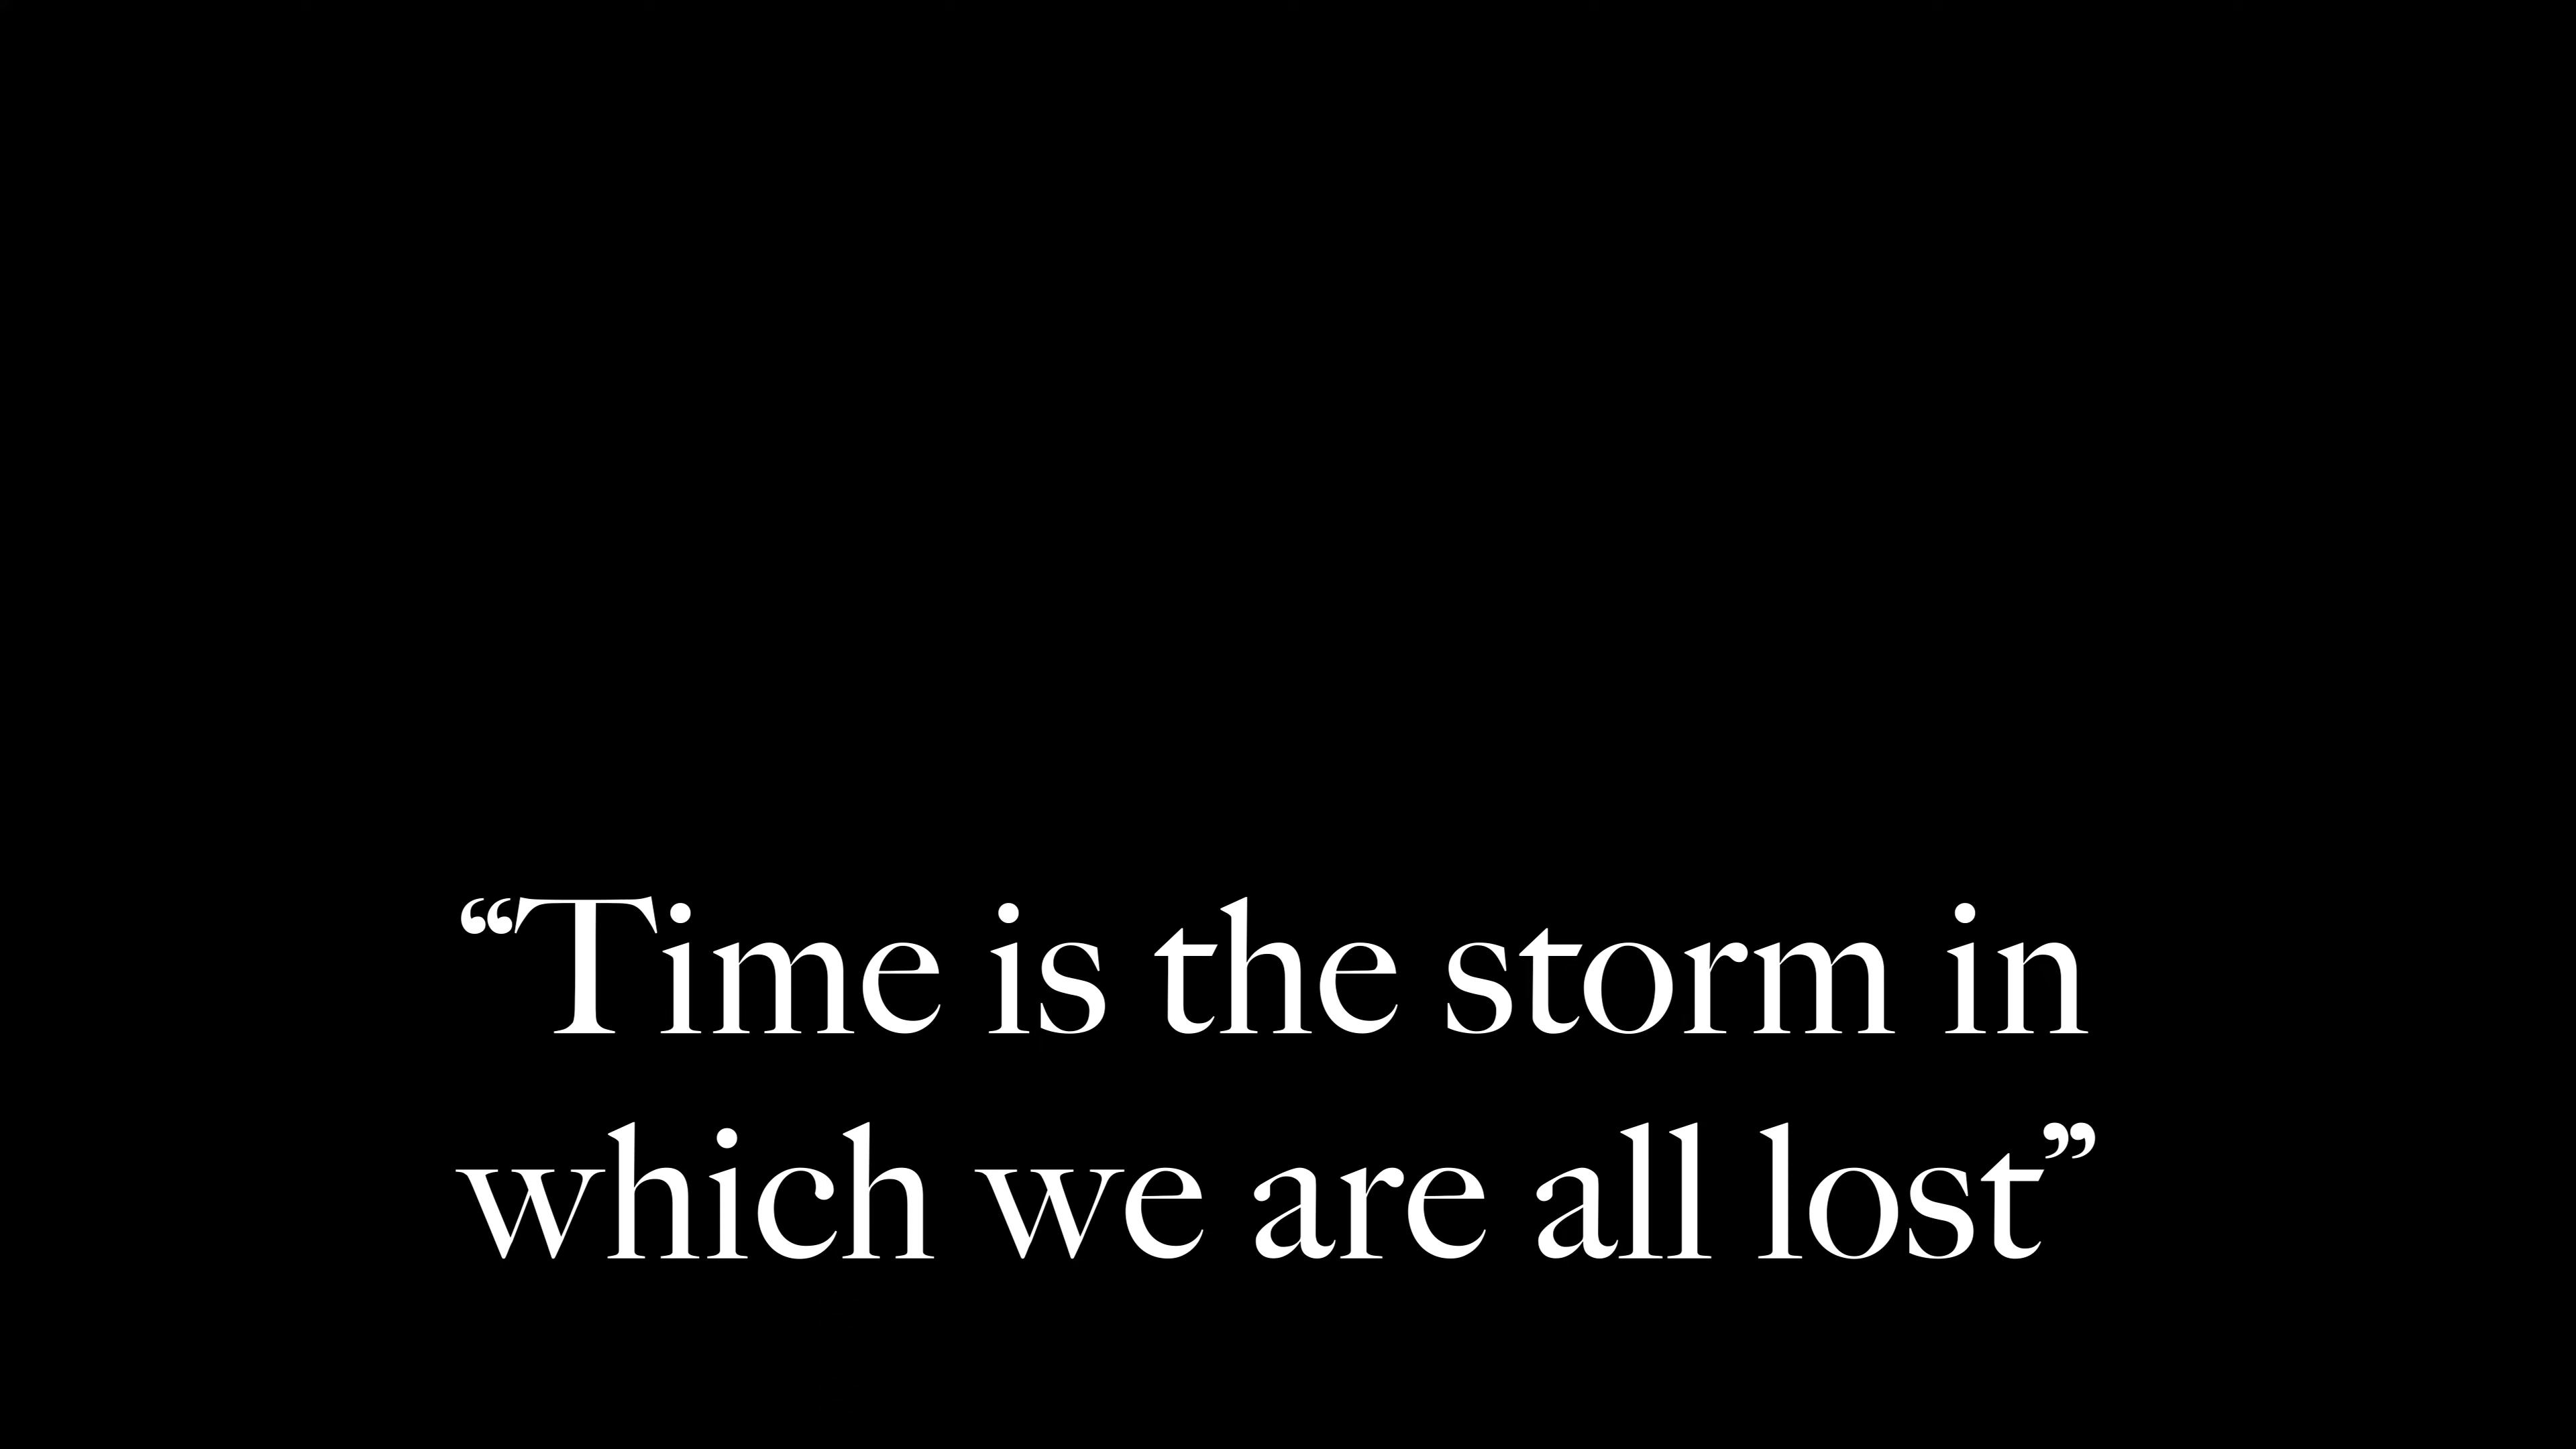 “Time is the storm in
which we are all lost”